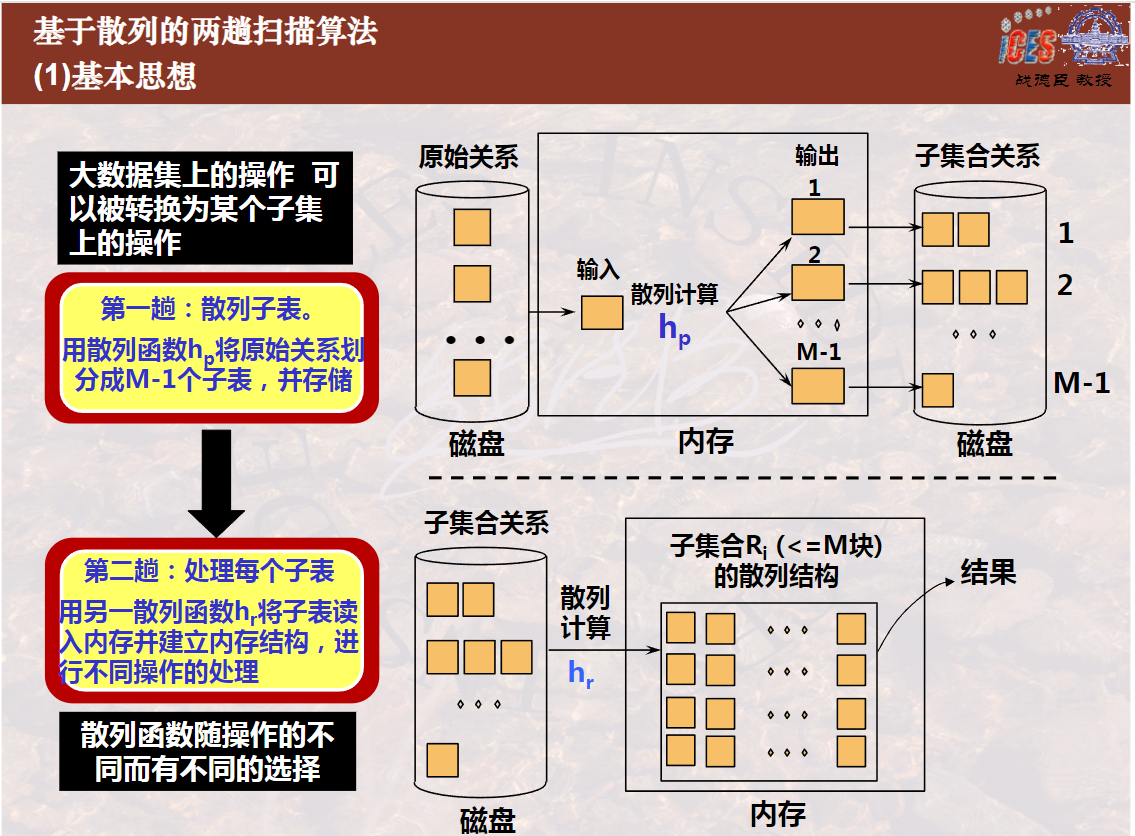 基于散列的两趟扫描算法
(1)基本思想
iCES
战德臣 教授
大数据集上的操作 可
以被转换为某个子集
上的操作
第一趟：散列子表。
用散列函数hp将原始关系划
分成M-1个子表，并存储
第二趟：处理每个子表
用另一散列函数hr将子表读
入内存并建立内存结构，进
行不同操作的处理
散列函数随操作的不
同而有不同的选择
原始关系
磁盘
输入
散列计算
hp
输出
1
2
M-1
内存
子集合关系
1
2
M-1
磁盘
子集合关系
磁盘
散列
计算
hr
子集合Ri (<=M块)
的散列结构
内存
结果